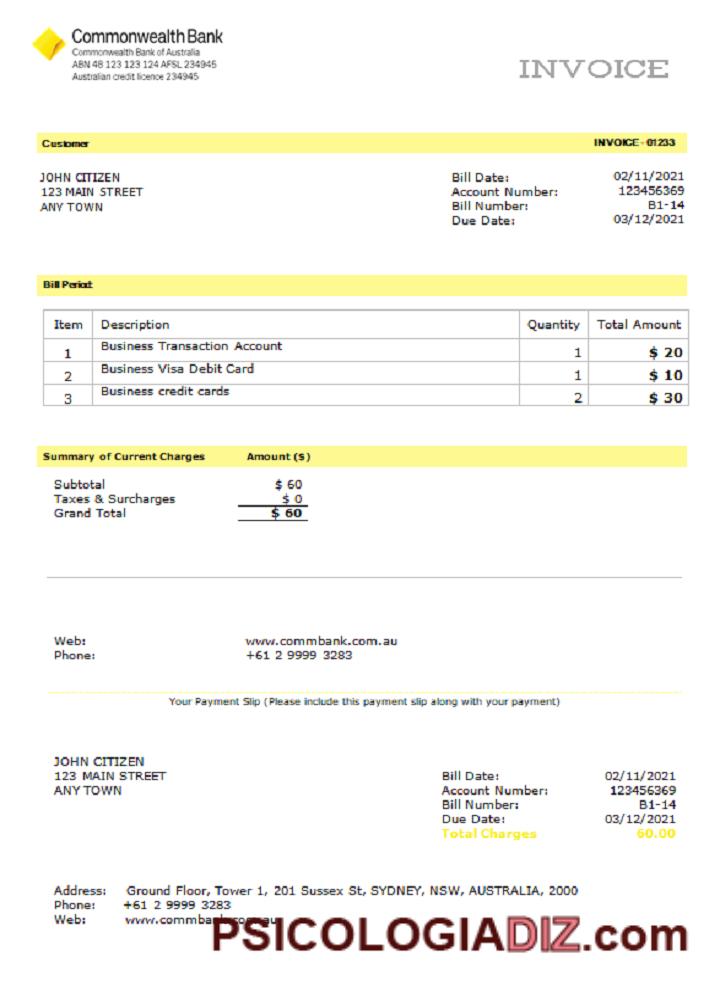 CommonwealthBank
Commonwealth Bank of Australia
ABN 48 123 123 124 AFSL 234945
Australian credit licence 234945
INVOICE
Customer INVOICE - 01233
JOHN CITIZEN
123 MAIN STREET
ANY TOWN
Bill Date: 02/11/2021
Account Number: 123456369
Bill Number: B1-14
Due Date: 03/12/2021
Bill Period:
Item Description Quantity Total Amount
1 Business Transaction Account 1 $ 20
2 Business Visa Debit Card 1 $ 10
3 Business credit cards 2 $ 30
Summary of Current Charges Amount ($)
Subtotal $ 60
Taxes & Surcharges $ 0
Grand Total $ 60
Web: www.commbank.com.au
Phone: +61 2 9999 3283
Your Payment Slip (Please include this payment slip along with your payment)
JOHN CITIZEN
123 MAIN STREET
ANY TOWN
Bill Date: 02/11/2021
Account Number: 123456369
Bill Number: B1-14
Due Date: 03/12/2021
Total Charges 60.00
Address: Ground Floor, Tower 1, 201 Sussex St, SYDNEY, NSW, AUSTRALIA, 2000
Phone: +61 2 9999 3283
Web: www.commbank.com.au
PSICOLOGIADIZ.com